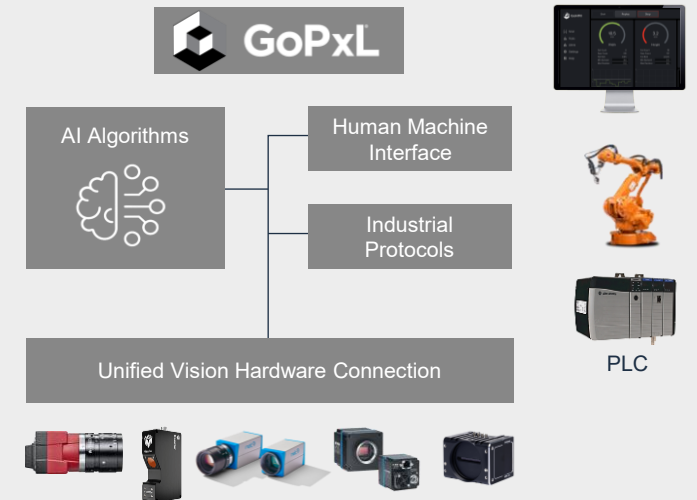 GoPxL
AI Algorithms
Human Machine
Interface
Industrial
Protocols
Unified Vision Hardware Connection
PLC